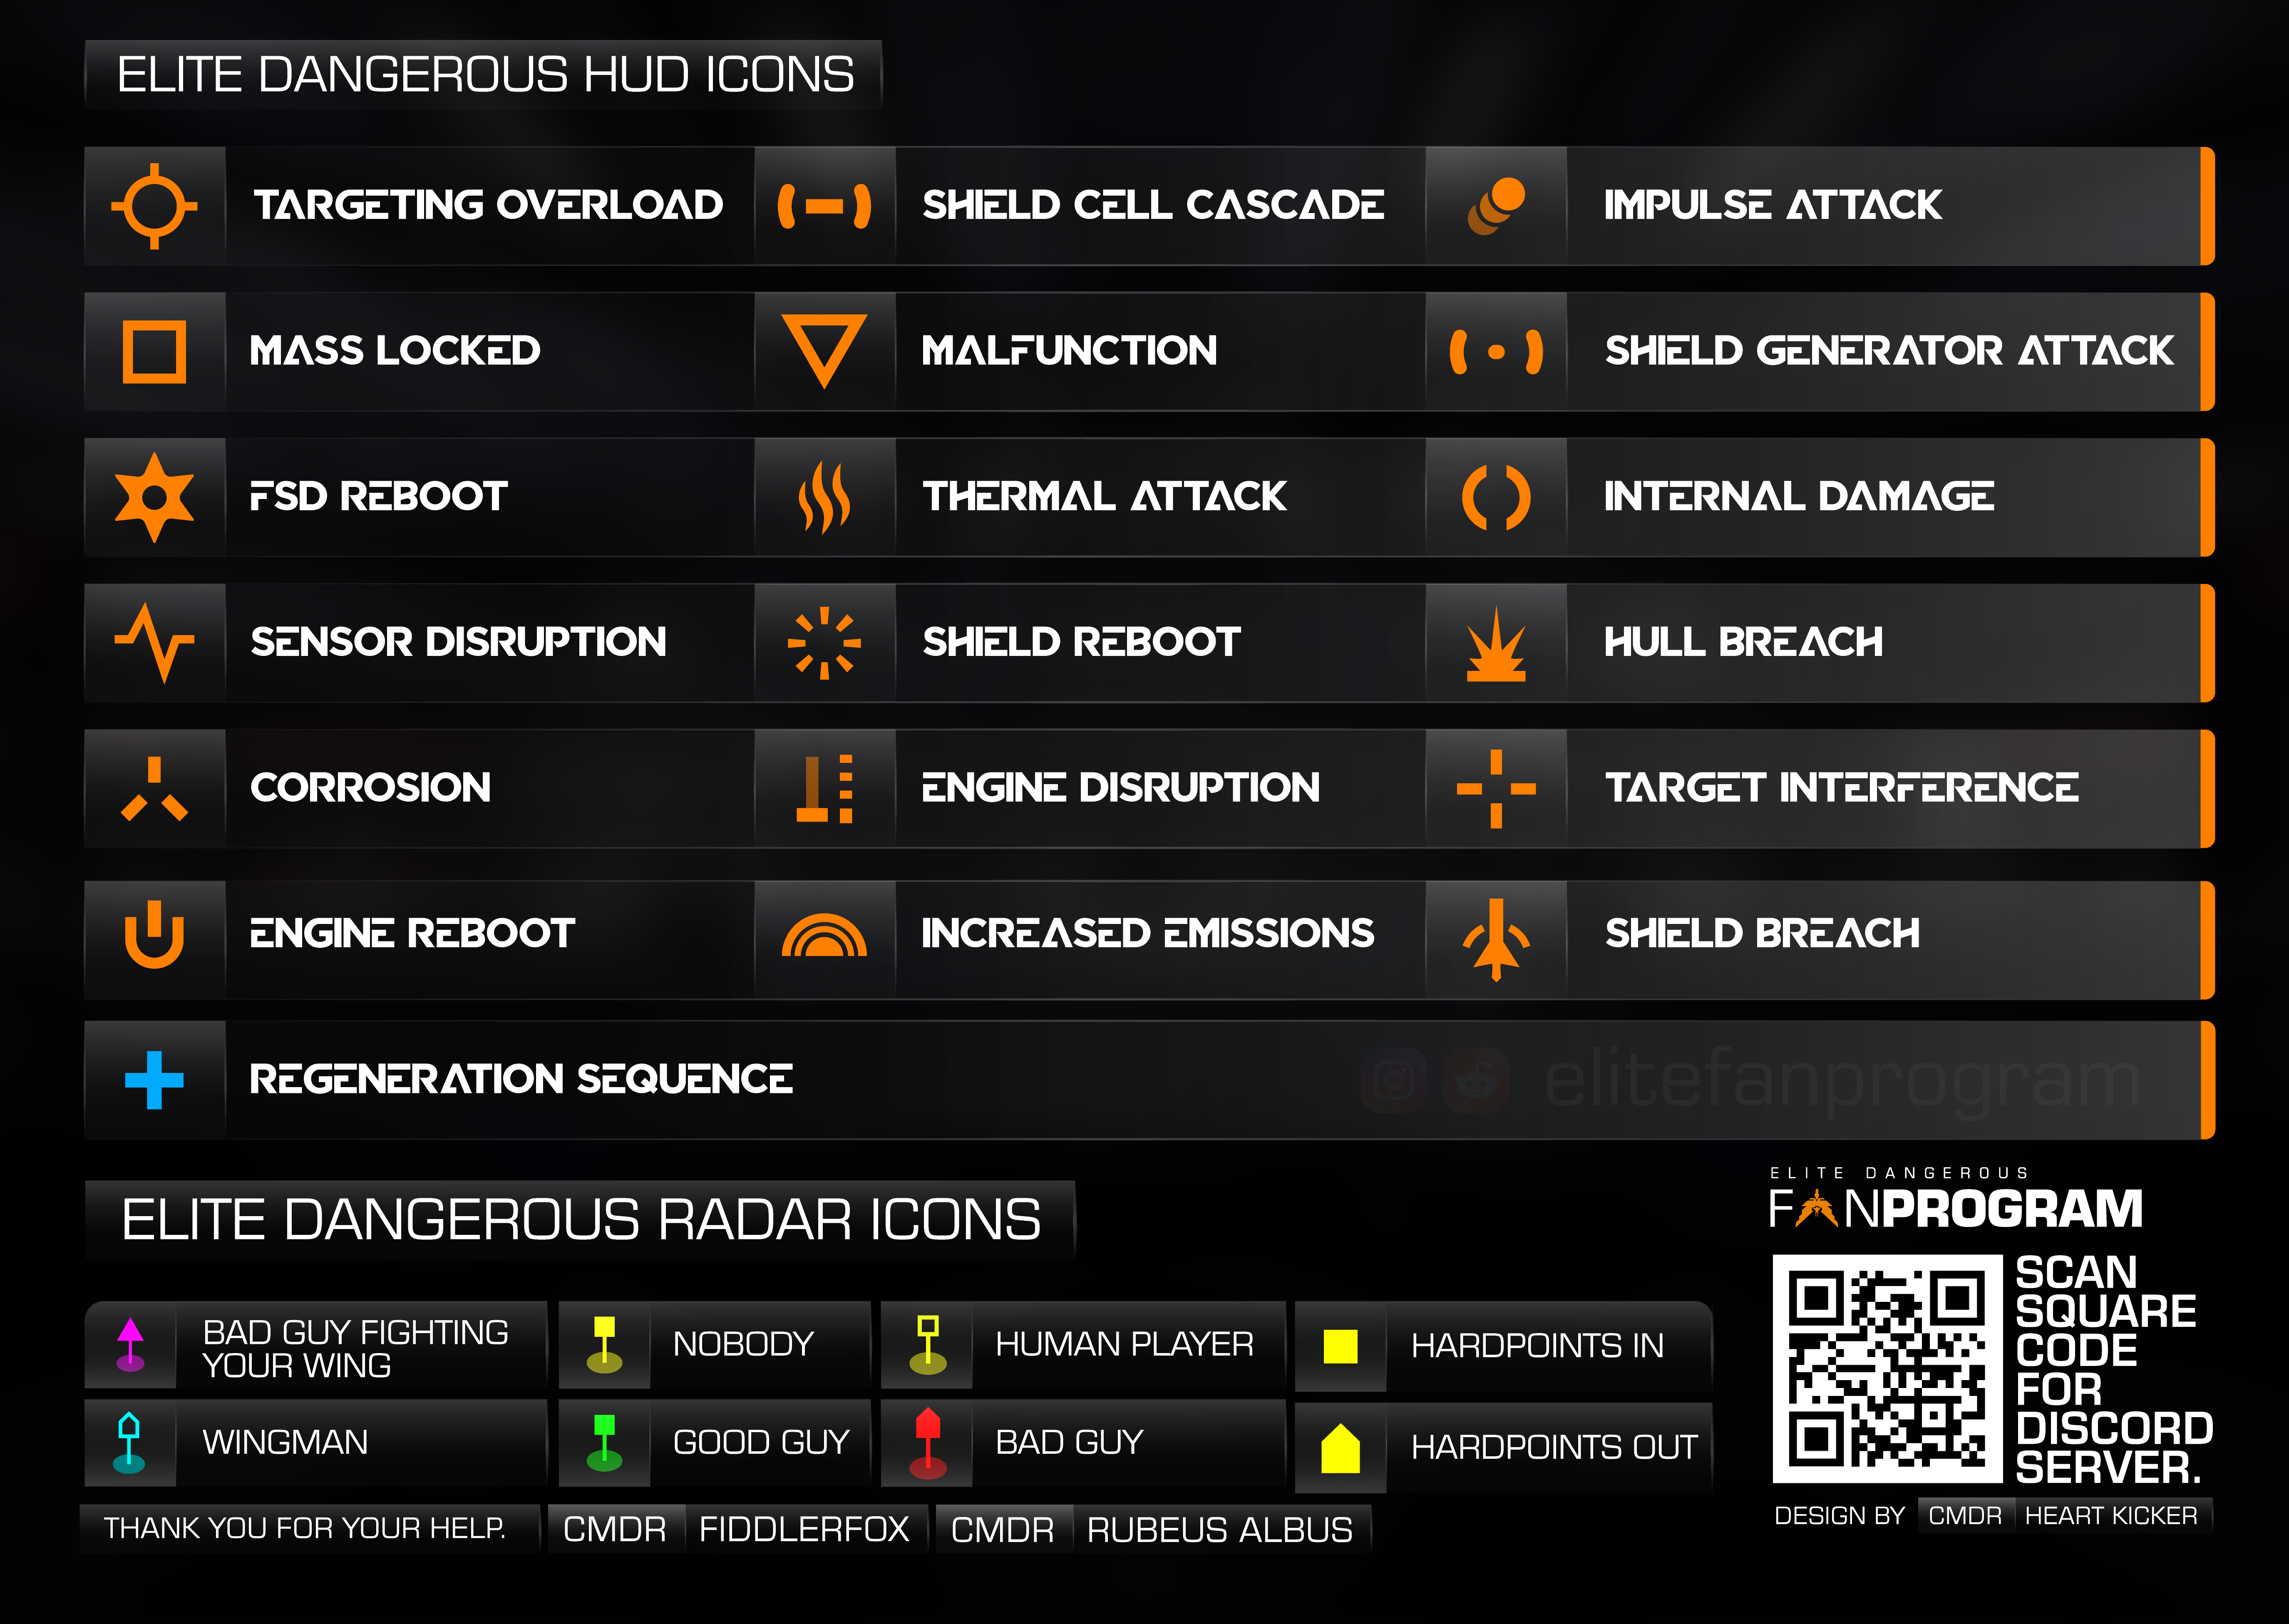 ELITE DANGEROUS HUD ICONS
TARGETING OVERLOAD
SHIELD CELL CASCADE
IMPULSE ATTACK
MASS LOCKED
MALFUNCTION
SHIELD GENERATOR ATTACK
FSD REBOOT
THERMAL ATTACK
INTERNAL DAMAGE
SENSOR DISRUPTION
SHIELD REBOOT
HULL BREACH
CORROSION
ENGINE DISRUPTION
TARGET INTERFERENCE
ENGINE REBOOT
INCREASED EMISSIONS
SHIELD BREACH
REGENERATION SEQUENCE
elitefanprogram
ELITE DANGEROUS RADAR ICONS
BAD GUY FIGHTING
YOUR WING
NOBODY
HUMAN PLAYER
HARDPOINTS IN
WINGMAN
GOOD GUY
BAD GUY
HARDPOINTS OUT
THANK YOU FOR YOUR HELP.
CMDR FIDDLERFOX
CMDR RUBEUS ALBUS
ELITE DANGEROUS
FANPROGRAM
SCAN
SQUARE
CODE
FOR
DISCORD
SERVER.
DESIGN BY CMDR HEART KICKER